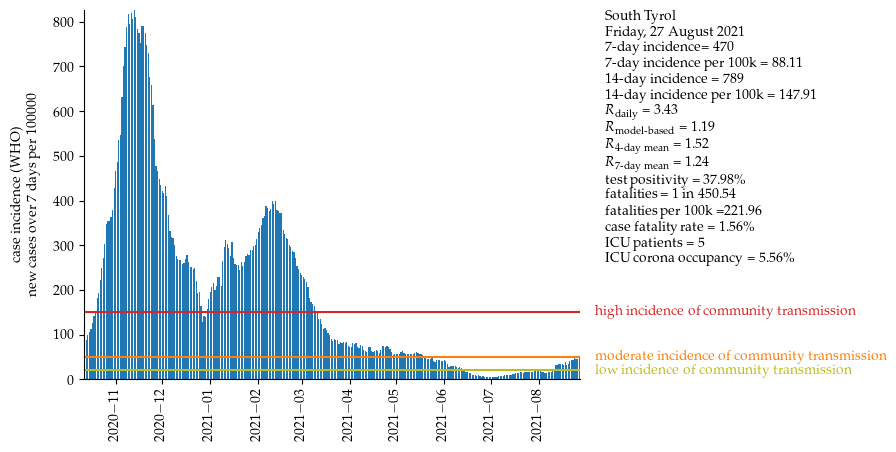 South Tyrol
Friday, 27 August 2021
7-day incidence= 470
7-day incidence per 100k = 88.11
14-day incidence = 789
14-day incidence per 100k = 147.91
R daily = 3.43
R model-based = 1.19
R 4-day mean = 1.52
R 7-day mean = 1.24
test positivity = 37.98%
fatalities = 1 in 450.54
fatalities per 100k =221.96
case fatality rate = 1.56%
ICU patients = 5
ICU corona occupancy = 5.56%
case incidence (WHO)
new cases over 7 days per 100000
800
700
600
500
400
300
200
100
0
high incidence of community transmission
moderate incidence of community transmission
low incidence of community transmission
2020−11
2020−12
2021−01
2021−02
2021−03
2021−04
2021−05
2021−06
2021−07
2021−08